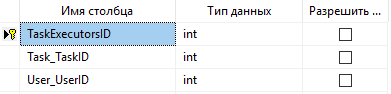 Имя столбца Тип данных Разрешить ...
TaskExecutorsID int
Task_TaskID int
User_UserID int